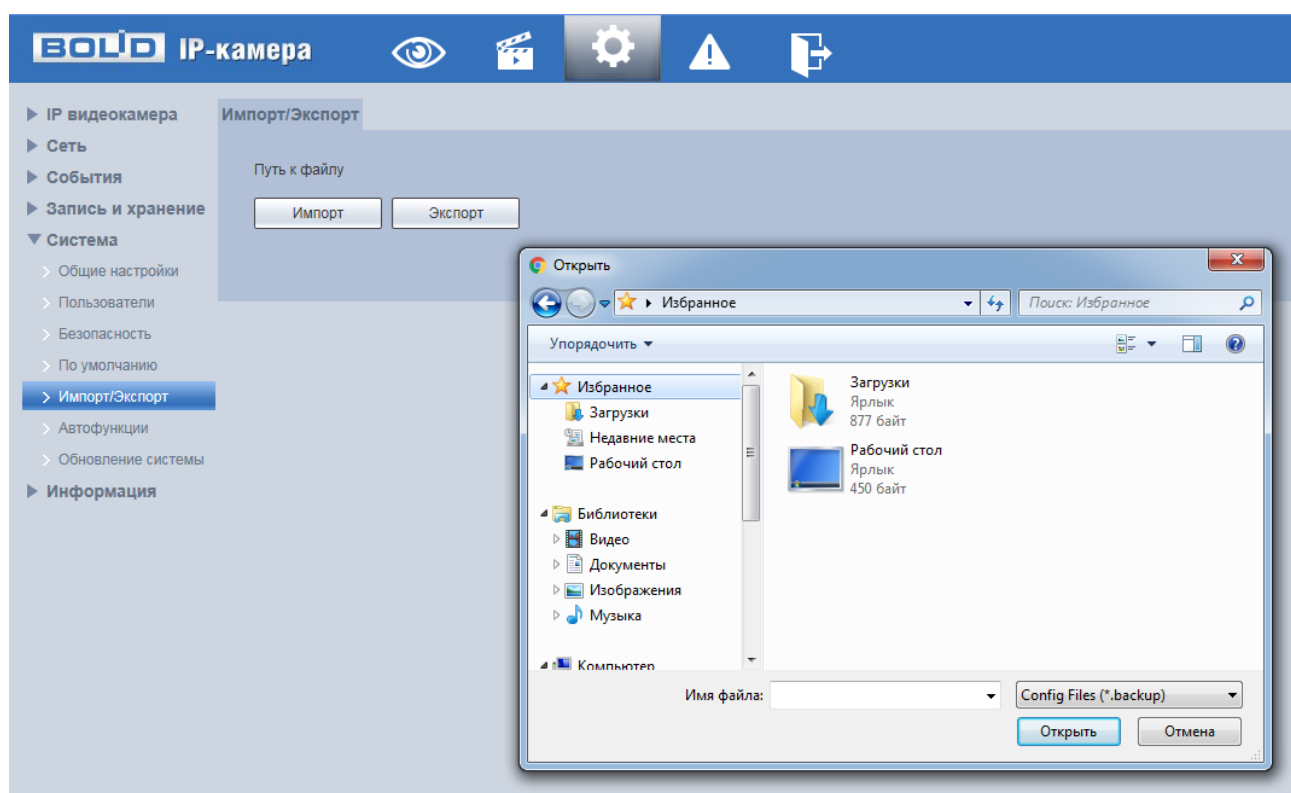 BOLID IP-камера
IP видеокамера
Сеть
События
Запись и хранение
Система
Общие настройки
Пользователи
Безопасность
По умолчанию
Импорт/Экспорт
Автофункции
Обновление системы
Информация
Импорт/Экспорт
Путь к файлу
Импорт Экспорт
Открыть
Избранное
Поиск: Избранное
Упорядочить
Избранное
Загрузки
Недавние места
Рабочий стол
Библиотеки
Видео
Документы
Изображения
Музыка
Компьютер
Загрузки
Ярлык
877 байт
Рабочий стол
Ярлык
450 байт
Имя файла:
Config Files (*.backup)
Открыть Отмена